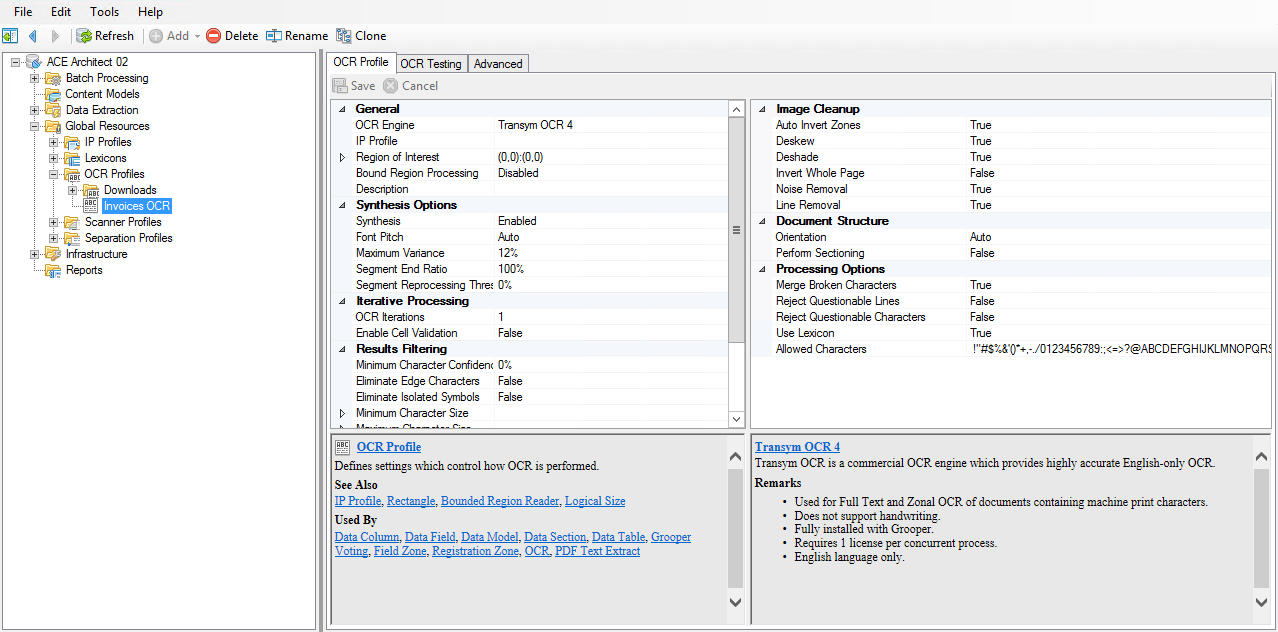 File Edit Tools Help
Refresh Add Delete Rename Clone
ACE Architect 02
Batch Processing
Content Models
Data Extraction
Global Resources
IP Profiles
Lexicons
OCR Profiles
Downloads
Invoices OCR
Scanner Profiles
Separation Profiles
Infrastructure
Reports
OCR Profile OCR Testing Advanced
Save Cancel
General
OCR Engine Transym OCR 4
IP Profile
Region of Interest (0,0):(0,0)
Bound Region Processing Disabled
Description
Synthesis Options
Synthesis Enabled
Font Pitch Auto
Maximum Variance 12%
Segment End Ratio 100%
Segment Reprocessing Thres 0%
Iterative Processing
OCR Iterations 1
Enable Cell Validation False
Results Filtering
Minimum Character Confidenc 0%
Eliminate Edge Characters False
Eliminate Isolated Symbols False
Minimum Character Size
Maximum Character Size
Image Cleanup
Auto Invert Zones True
Deskew True
Deshade True
Invert Whole Page False
Noise Removal True
Line Removal True
Document Structure
Orientation Auto
Perform Sectioning False
Processing Options
Merge Broken Characters True
Reject Questionable Lines False
Reject Questionable Characters False
Use Lexicon True
Allowed Characters !"#$%&'()*+,-./0123456789:;<=>?@ABCDEFGHIJKLMNOPQRS
OCR Profile
Defines settings which control how OCR is performed.
See Also
IP Profile, Rectangle, Bounded Region Reader, Logical Size
Used By
Data Column, Data Field, Data Model, Data Section, Data Table, Grooper
Voting, Field Zone, Registration Zone, OCR, PDF Text Extract
Transym OCR 4
Transym OCR is a commercial OCR engine which provides highly accurate English-only OCR.
Remarks
• Used for Full Text and Zonal OCR of documents containing machine print characters.
• Does not support handwriting.
• Fully installed with Grooper.
• Requires 1 license per concurrent process.
• English language only.